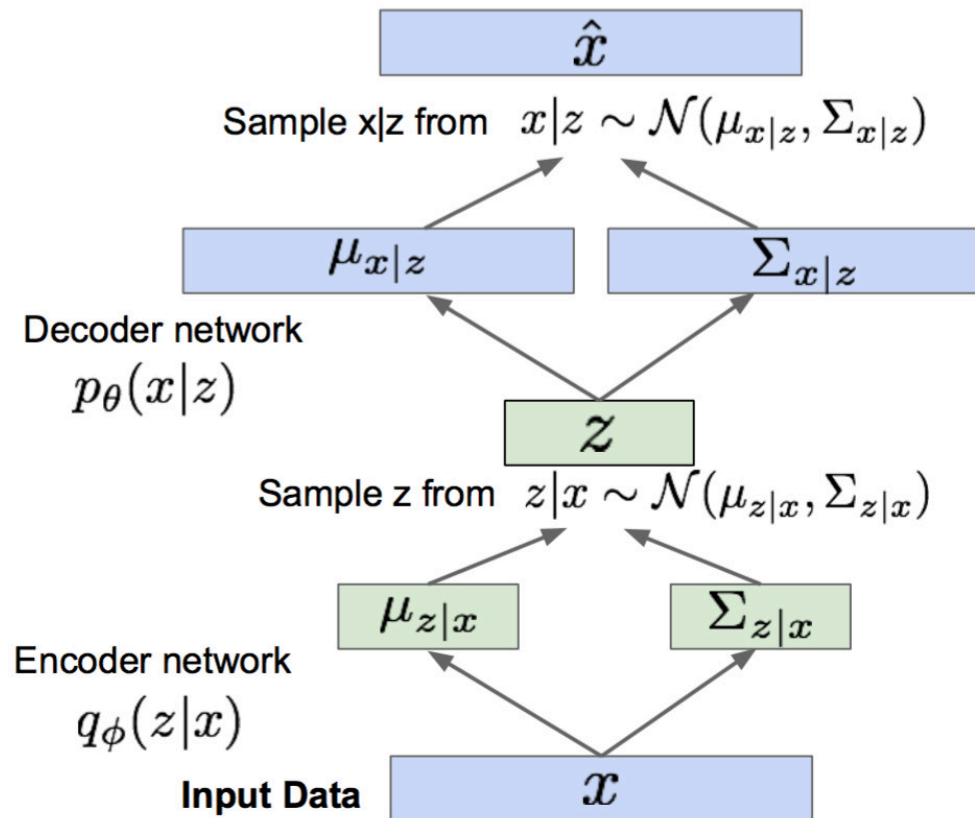 x̂
Sample x|z from x|z ∼ 𝒩(μ_{x|z}, Σ_{x|z})
μ_{x|z} Σ_{x|z}
Decoder network
p_θ(x|z)
z
Sample z from z|x ∼ 𝒩(μ_{z|x}, Σ_{z|x})
μ_{z|x} Σ_{z|x}
Encoder network
q_ϕ(z|x)
Input Data x